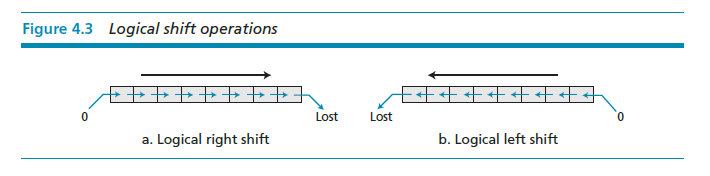 Figure 4.3 Logical shift operations
0 Lost Lost 0
a. Logical right shift b. Logical left shift